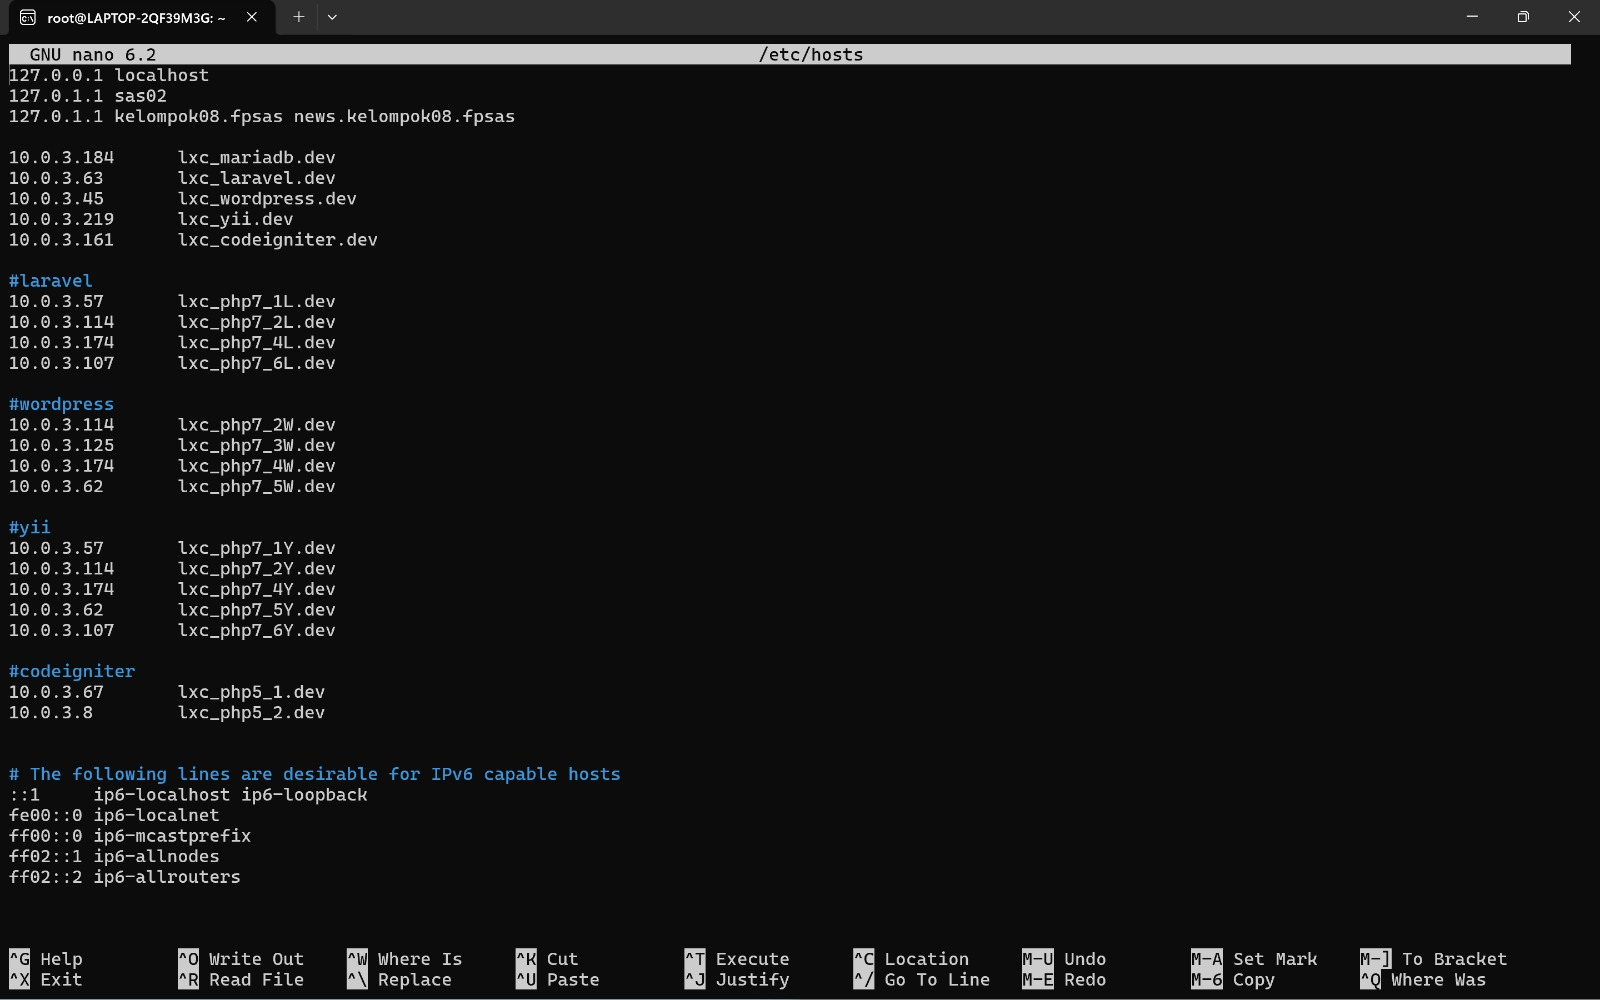 root@LAPTOP-2QF39M3G: ~
GNU nano 6.2 /etc/hosts
127.0.0.1 localhost
127.0.1.1 sas02
127.0.1.1 kelompok08.fpsas news.kelompok08.fpsas
10.0.3.184 lxc_mariadb.dev
10.0.3.63 lxc_laravel.dev
10.0.3.45 lxc_wordpress.dev
10.0.3.219 lxc_yii.dev
10.0.3.161 lxc_codeigniter.dev
#laravel
10.0.3.57 lxc_php7_1L.dev
10.0.3.114 lxc_php7_2L.dev
10.0.3.174 lxc_php7_4L.dev
10.0.3.107 lxc_php7_6L.dev
#wordpress
10.0.3.114 lxc_php7_2W.dev
10.0.3.125 lxc_php7_3W.dev
10.0.3.174 lxc_php7_4W.dev
10.0.3.62 lxc_php7_5W.dev
#yii
10.0.3.57 lxc_php7_1Y.dev
10.0.3.114 lxc_php7_2Y.dev
10.0.3.174 lxc_php7_4Y.dev
10.0.3.62 lxc_php7_5Y.dev
10.0.3.107 lxc_php7_6Y.dev
#codeigniter
10.0.3.67 lxc_php5_1.dev
10.0.3.8 lxc_php5_2.dev
# The following lines are desirable for IPv6 capable hosts
::1 ip6-localhost ip6-loopback
fe00::0 ip6-localnet
ff00::0 ip6-mcastprefix
ff02::1 ip6-allnodes
ff02::2 ip6-allrouters
^G Help ^O Write Out ^W Where Is ^K Cut ^T Execute ^C Location M-U Undo M-A Set Mark M-] To Bracket
^X Exit ^R Read File ^\ Replace ^U Paste ^J Justify ^/ Go To Line M-E Redo M-6 Copy ^Q Where Was